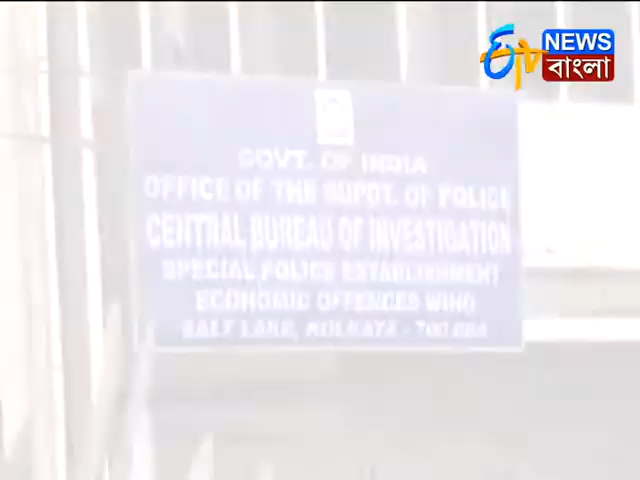 ETV NEWS
বাংলা
GOVT. OF INDIA
OFFICE OF THE SUPDT. OF POLICE
CENTRAL BUREAU OF INVESTIGATION
SPECIAL POLICE ESTABLISHMENT
ECONOMIC OFFENCES WING
SALT LAKE, KOLKATA - 700 064